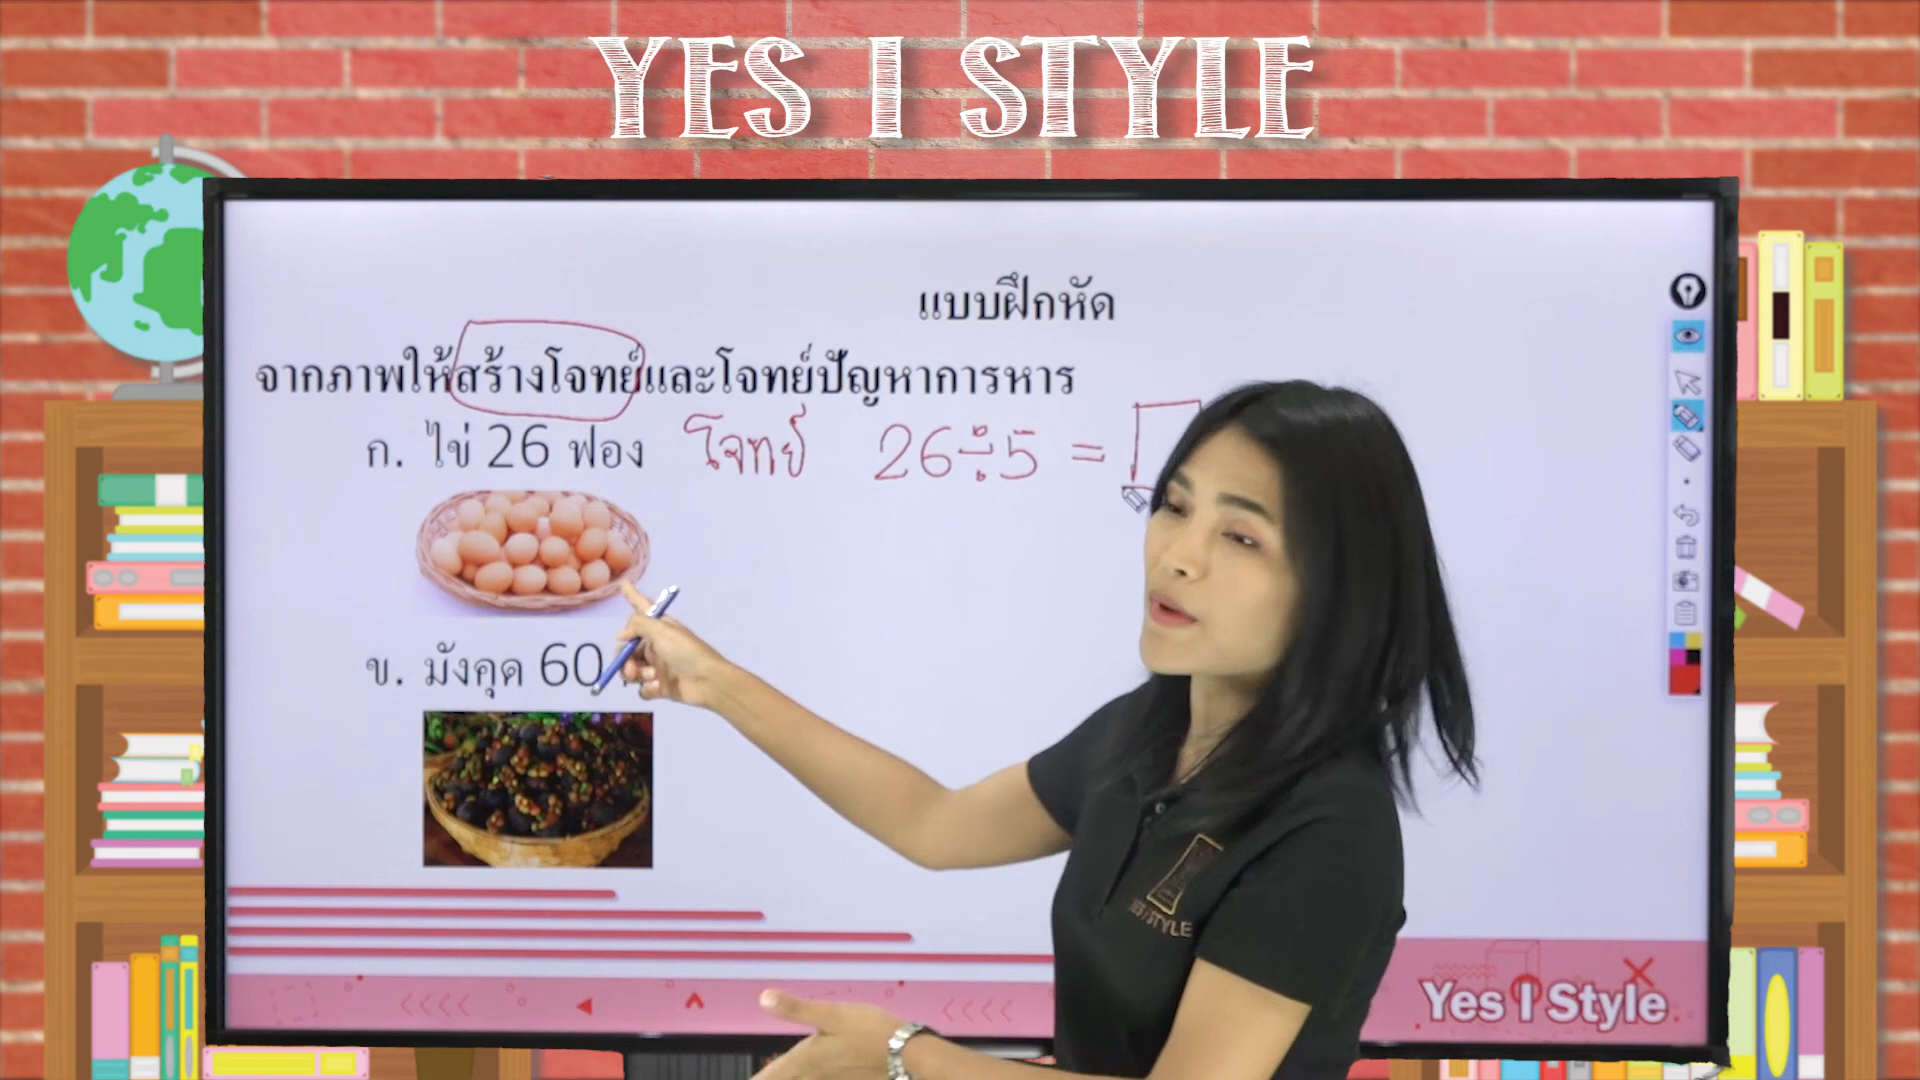 YES I STYLE
แบบฝึกหัด
จากภาพให้สร้างโจทย์และโจทย์ปัญหาการหาร
ก. ไข่ 26 ฟอง โจทย์ 26÷5 =
ข. มังคุด 60
YES I STYLE
Yes I Style